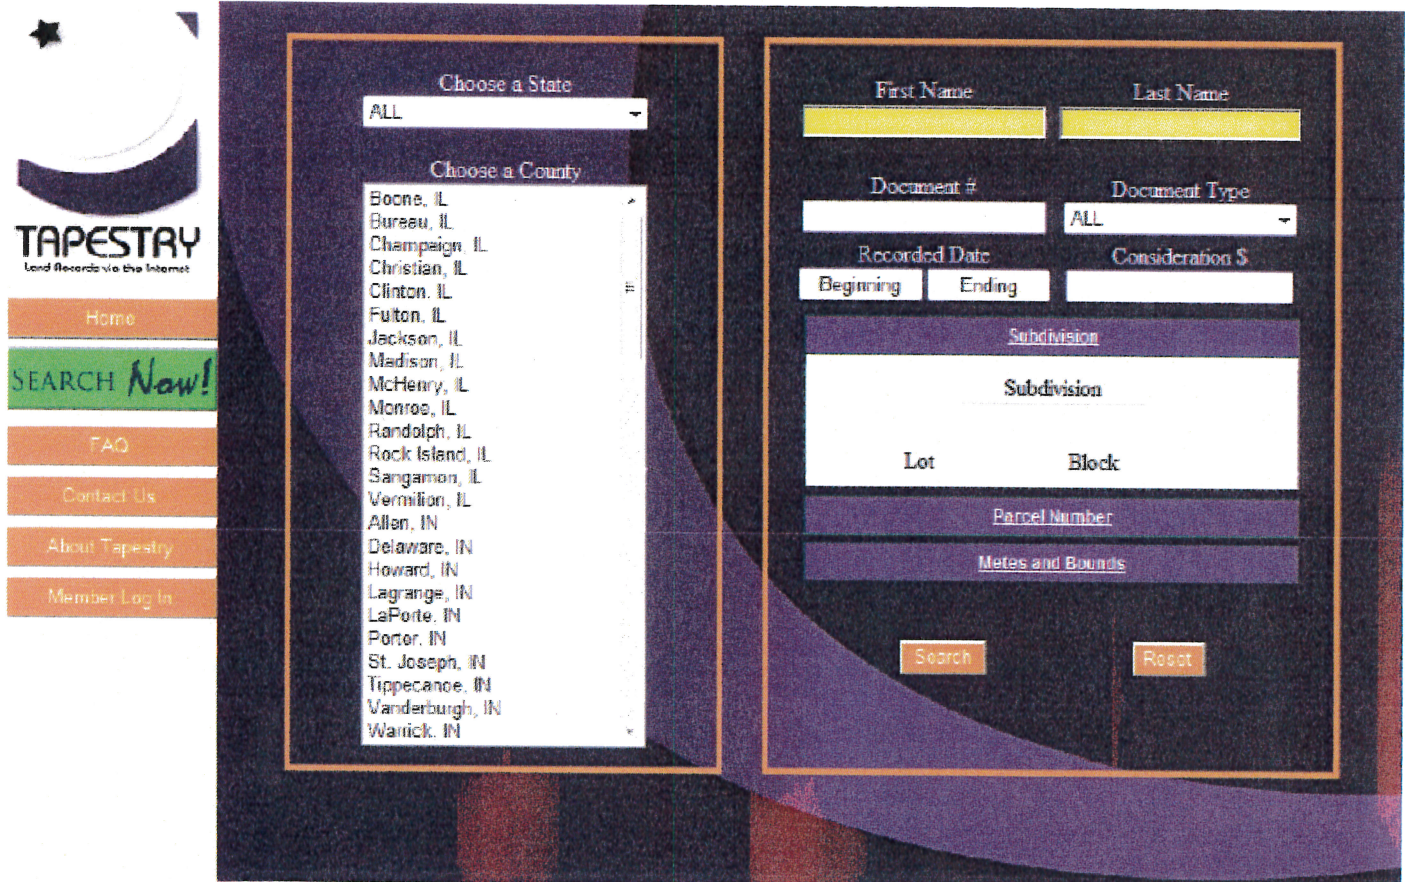 TAPESTRY
Land Records via the Internet
Home
SEARCH Now!
FAQ
Contact Us
About Tapestry
Member Log In
Choose a State
ALL
Choose a County
Boone, IL
Bureau, IL
Champaign, IL
Christian, IL
Clinton, IL
Fulton, IL
Jackson, IL
Madison, IL
McHenry, IL
Monroe, IL
Randolph, IL
Rock Island, IL
Sangamon, IL
Vermilion, IL
Allen, IN
Delaware, IN
Howard, IN
Lagrange, IN
LaPorte, IN
Porter, IN
St. Joseph, IN
Tippecanoe, IN
Vanderburgh, IN
Warrick, IN
First Name Last Name
Document # Document Type
ALL
Recorded Date Consideration $
Beginning Ending
Subdivision
Subdivision
Lot Block
Parcel Number
Metes and Bounds
Search Reset